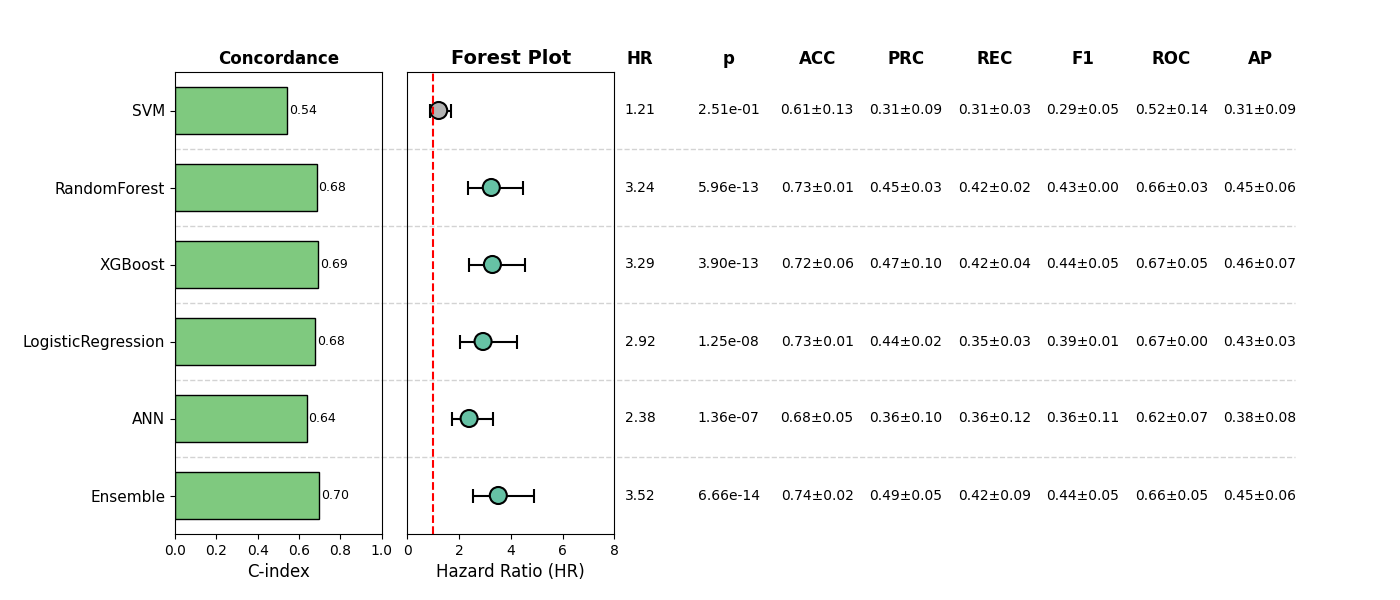 Concordance Forest Plot HR p ACC PRC REC F1 ROC AP
SVM 0.54 1.21 2.51e-01 0.61±0.13 0.31±0.09 0.31±0.03 0.29±0.05 0.52±0.14 0.31±0.09
RandomForest 0.68 3.24 5.96e-13 0.73±0.01 0.45±0.03 0.42±0.02 0.43±0.00 0.66±0.03 0.45±0.06
XGBoost 0.69 3.29 3.90e-13 0.72±0.06 0.47±0.10 0.42±0.04 0.44±0.05 0.67±0.05 0.46±0.07
LogisticRegression 0.68 2.92 1.25e-08 0.73±0.01 0.44±0.02 0.35±0.03 0.39±0.01 0.67±0.00 0.43±0.03
ANN 0.64 2.38 1.36e-07 0.68±0.05 0.36±0.10 0.36±0.12 0.36±0.11 0.62±0.07 0.38±0.08
Ensemble 0.70 3.52 6.66e-14 0.74±0.02 0.49±0.05 0.42±0.09 0.44±0.05 0.66±0.05 0.45±0.06
0.0 0.2 0.4 0.6 0.8 1.0 0 2 4 6 8
C-index Hazard Ratio (HR)